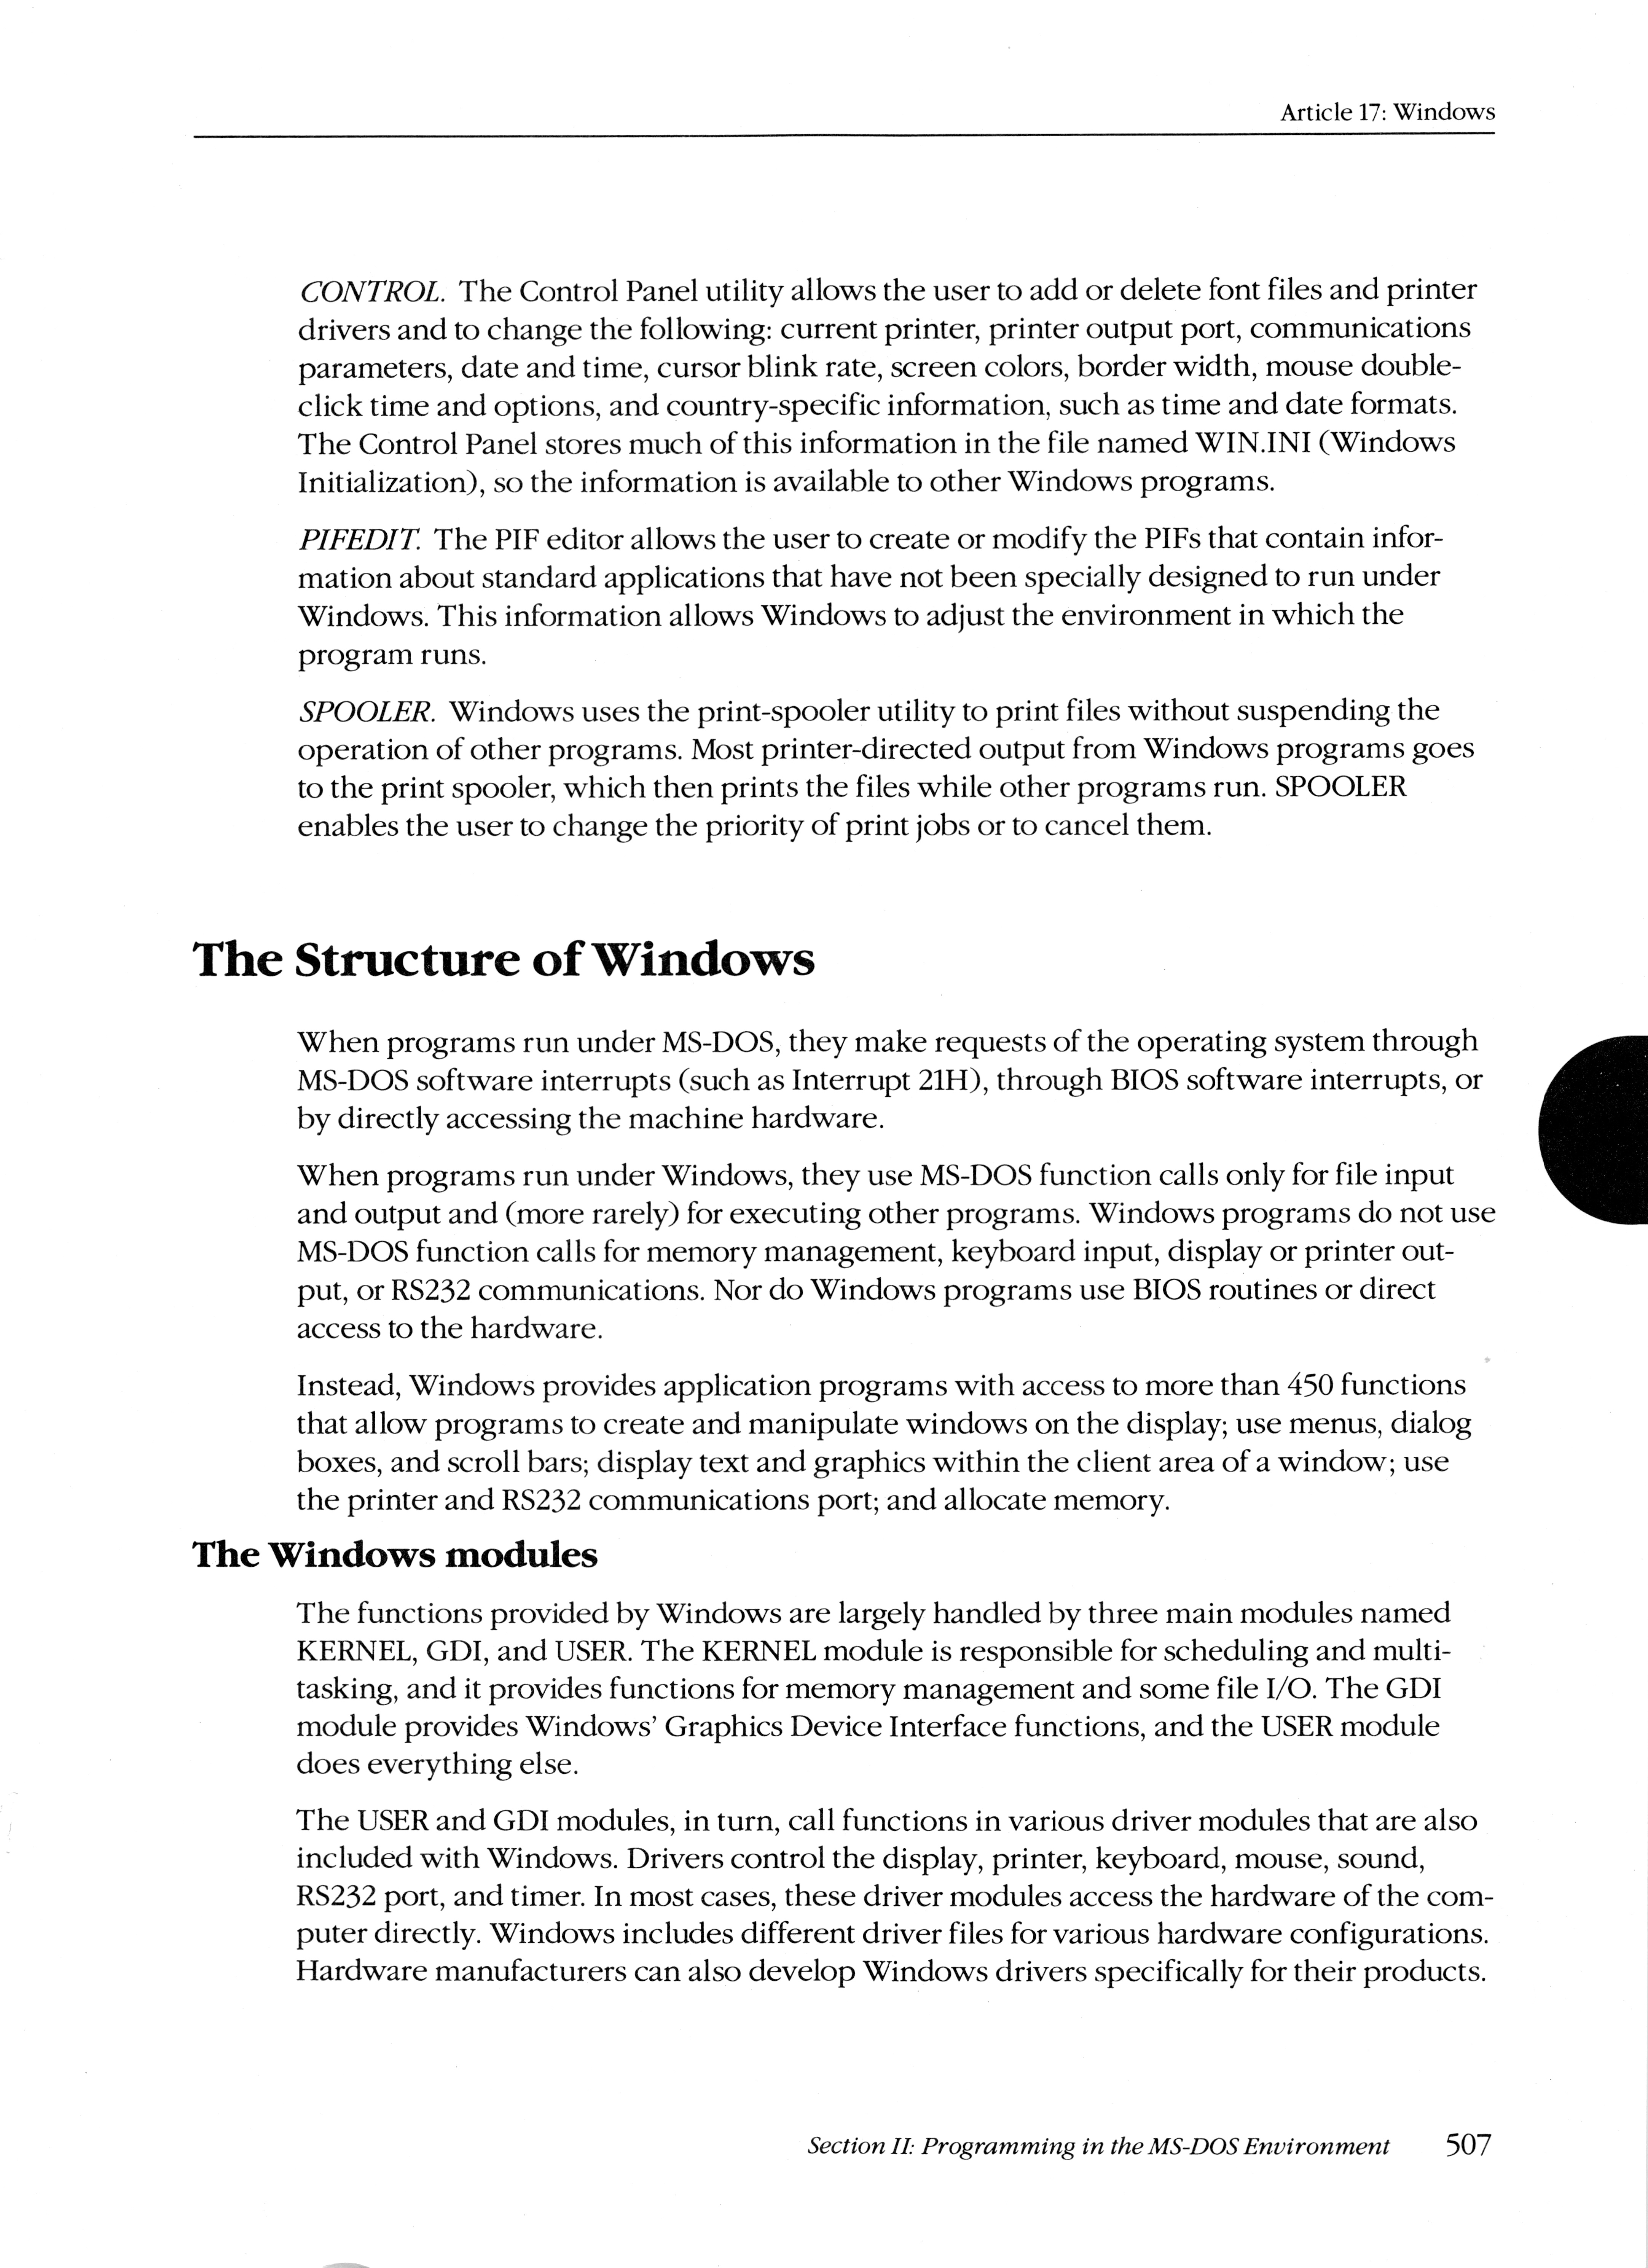 Article 17: Windows
CONTROL. The Control Panel utility allows the user to add or delete font files and printer
drivers and to change the following: current printer, printer output port, communications
parameters, date and time, cursor blink rate, screen colors, border width, mouse double-
click time and options, and country-specific information, such as time and date formats.
The Control Panel stores much of this information in the file named WIN.INI (Windows
Initialization), so the information is available to other Windows programs.
PIFEDIT. The PIF editor allows the user to create or modify the PIFs that contain infor-
mation about standard applications that have not been specially designed to run under
Windows. This information allows Windows to adjust the environment in which the
program runs.
SPOOLER. Windows uses the print-spooler utility to print files without suspending the
operation of other programs. Most printer-directed output from Windows programs goes
to the print spooler, which then prints the files while other programs run. SPOOLER
enables the user to change the priority of print jobs or to cancel them.
The Structure of Windows
When programs run under MS-DOS, they make requests of the operating system through
MS-DOS software interrupts (such as Interrupt 21H), through BIOS software interrupts, or
by directly accessing the machine hardware.
When programs run under Windows, they use MS-DOS function calls only for file input
and output and (more rarely) for executing other programs. Windows programs do not use
MS-DOS function calls for memory management, keyboard input, display or printer out-
put, or RS232 communications. Nor do Windows programs use BIOS routines or direct
access to the hardware.
Instead, Windows provides application programs with access to more than 450 functions
that allow programs to create and manipulate windows on the display; use menus, dialog
boxes, and scroll bars; display text and graphics within the client area of a window; use
the printer and RS232 communications port; and allocate memory.
The Windows modules
The functions provided by Windows are largely handled by three main modules named
KERNEL, GDI, and USER. The KERNEL module is responsible for scheduling and multi-
tasking, and it provides functions for memory management and some file I/O. The GDI
module provides Windows' Graphics Device Interface functions, and the USER module
does everything else.
The USER and GDI modules, in turn, call functions in various driver modules that are also
included with Windows. Drivers control the display, printer, keyboard, mouse, sound,
RS232 port, and timer. In most cases, these driver modules access the hardware of the com-
puter directly. Windows includes different driver files for various hardware configurations.
Hardware manufacturers can also develop Windows drivers specifically for their products.
Section II: Programming in the MS-DOS Environment 507